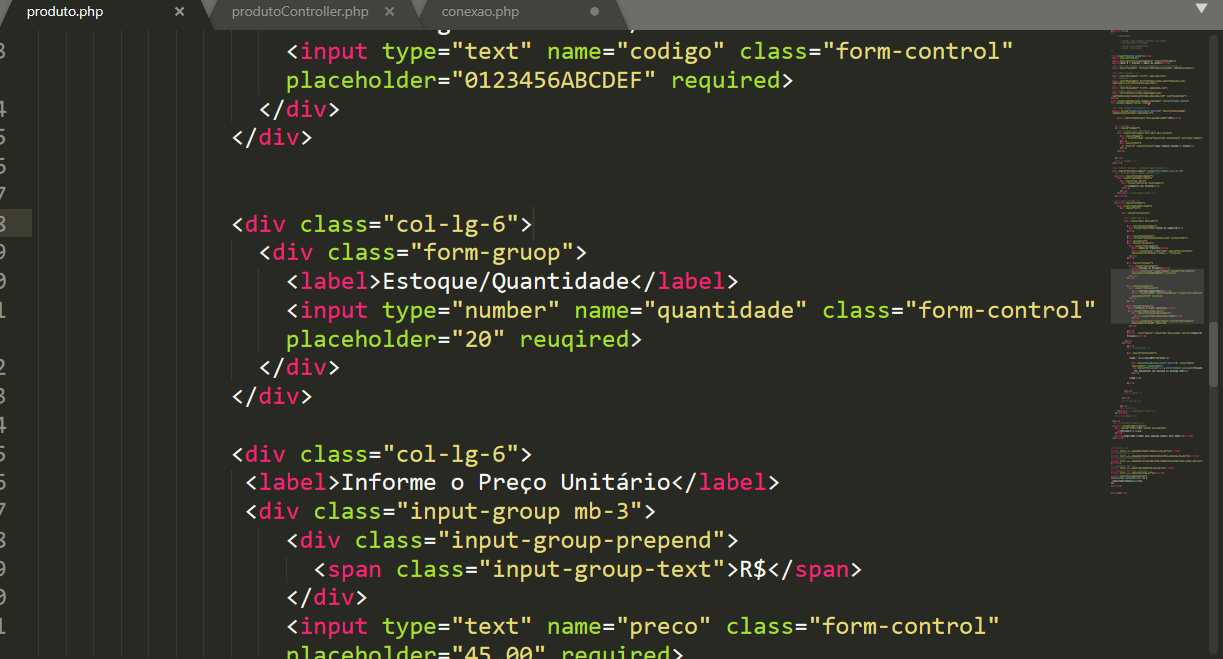 produto.php × produtoController.php × conexao.php
<input type="text" name="codigo" class="form-control"
placeholder="0123456ABCDEF" required>
</div>
</div>
<div class="col-lg-6">
<div class="form-gruop">
<label>Estoque/Quantidade</label>
<input type="number" name="quantidade" class="form-control"
placeholder="20" reuqired>
</div>
</div>
<div class="col-lg-6">
<label>Informe o Preço Unitário</label>
<div class="input-group mb-3">
<div class="input-group-prepend">
<span class="input-group-text">R$</span>
</div>
<input type="text" name="preco" class="form-control"
placeholder="45.00" required>